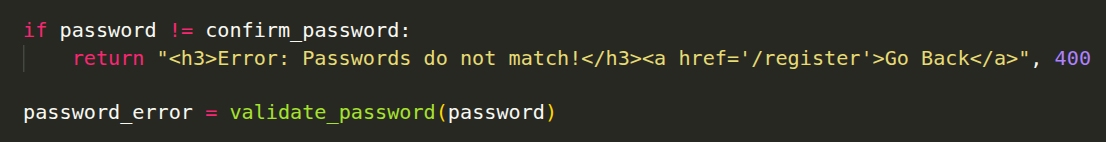 if password != confirm_password:
    return "<h3>Error: Passwords do not match!</h3><a href='/register'>Go Back</a>", 400
password_error = validate_password(password)